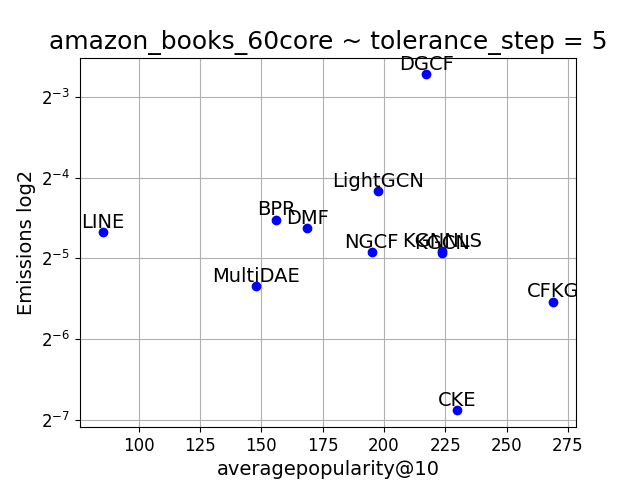 amazon_books_60core ~ tolerance_step = 5
Emissions log2
2⁻³
2⁻⁴
2⁻⁵
2⁻⁶
2⁻⁷
DGCF
LightGCN
BPR
DMF
LINE
NGCF
KGNNLS
KGCN
MultiDAE
CFKG
CKE
100 125 150 175 200 225 250 275
averagepopularity@10